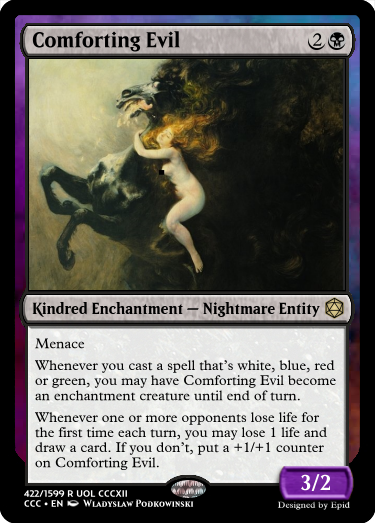 Comforting Evil 2
Kindred Enchantment — Nightmare Entity
Menace
Whenever you cast a spell that's white, blue, red
or green, you may have Comforting Evil become
an enchantment creature until end of turn.
Whenever one or more opponents lose life for
the first time each turn, you may lose 1 life and
draw a card. If you don't, put a +1/+1 counter
on Comforting Evil.
3/2
422/1599 R UOL CCCXII
CCC • EN Wladyslaw Podkowinski
Designed by Epid